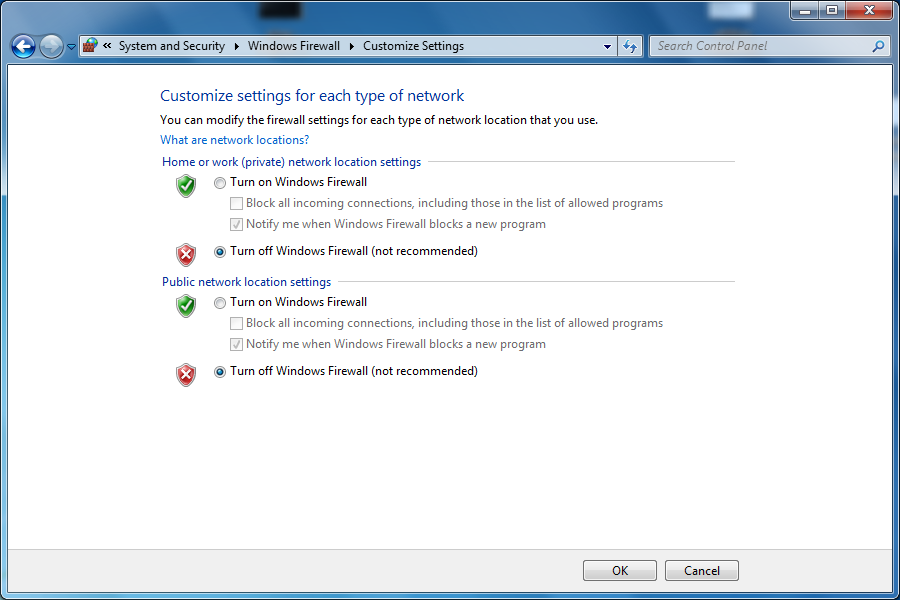 « System and Security ▸ Windows Firewall ▸ Customize Settings
Search Control Panel
Customize settings for each type of network
You can modify the firewall settings for each type of network location that you use.
What are network locations?
Home or work (private) network location settings
Turn on Windows Firewall
Block all incoming connections, including those in the list of allowed programs
Notify me when Windows Firewall blocks a new program
Turn off Windows Firewall (not recommended)
Public network location settings
Turn on Windows Firewall
Block all incoming connections, including those in the list of allowed programs
Notify me when Windows Firewall blocks a new program
Turn off Windows Firewall (not recommended)
OK
Cancel